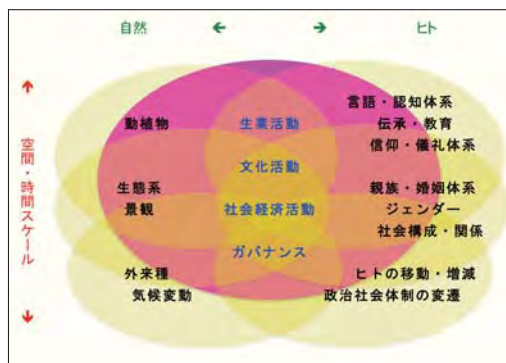 自然 ← → ヒト
↑
空間・時間スケール
↓
言語・認知体系
動植物 生業活動 伝承・教育
信仰・儀礼体系
文化活動
生態系 親族・婚姻体系
景観 社会経済活動 ジェンダー
社会構成・関係
ガバナンス
外来種 ヒトの移動・増減
気候変動 政治社会体制の変遷